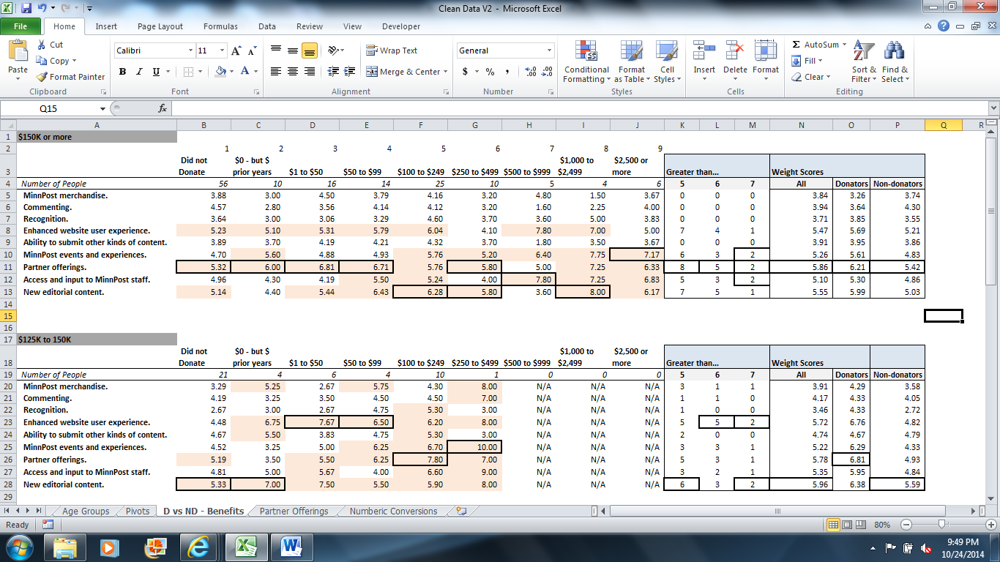 Clean Data V2 - Microsoft Excel
File Home Insert Page Layout Formulas Data Review View Developer
Cut Calibri 11 A A Wrap Text General Σ AutoSum
Copy Fill
Paste Format Painter B I U A Merge & Center $ % , Conditional Formatting Format as Table Cell Styles Insert Delete Format Clear Sort & Filter Find & Select
Clipboard Font Alignment Number Styles Cells Editing
Q15 fx
A B C D E F G H I J K L M N O P Q R
1 $150K or more
2 1 2 3 4 5 6 7 8 9
3 Did not Donate $0 - but $ prior years $1 to $50 $50 to $99 $100 to $249 $250 to $499 $500 to $999 $1,000 to $2,499 $2,500 or more Greater than... Weight Scores
4 Number of People 56 10 16 14 25 10 5 4 6 5 6 7 All Donators Non-donators
5 MinnPost merchandise. 3.88 3.00 4.50 3.79 4.16 3.20 4.80 1.50 3.67 0 0 0 3.84 3.26 3.74
6 Commenting. 4.57 2.80 3.56 4.14 4.12 3.20 1.60 2.25 4.00 0 0 0 3.94 3.64 4.30
7 Recognition. 3.64 3.00 3.06 3.29 4.60 3.70 3.60 5.00 3.83 0 0 0 3.71 3.85 3.55
8 Enhanced website user experience. 5.23 5.10 5.31 5.79 6.04 4.10 7.80 7.00 5.00 7 4 1 5.47 5.69 5.21
9 Ability to submit other kinds of content. 3.89 3.70 4.19 4.21 4.32 3.70 1.80 3.50 3.67 0 0 0 3.91 3.95 3.86
10 MinnPost events and experiences. 4.70 5.60 4.88 4.93 5.76 5.20 6.40 7.75 7.17 6 3 2 5.26 5.61 4.83
11 Partner offerings. 5.32 6.00 6.81 6.71 5.76 5.80 5.00 7.25 6.33 8 5 2 5.86 6.21 5.42
12 Access and input to MinnPost staff. 4.96 4.30 4.19 5.50 5.24 4.00 7.80 7.25 6.83 5 3 2 5.10 5.30 4.86
13 New editorial content. 5.14 4.40 5.44 6.43 6.28 5.80 3.60 8.00 6.17 7 5 1 5.55 5.99 5.03
14
15
16
17 $125K to 150K
18 Did not Donate $0 - but $ prior years $1 to $50 $50 to $99 $100 to $249 $250 to $499 $500 to $999 $1,000 to $2,499 $2,500 or more Greater than... Weight Scores
19 Number of People 21 4 6 4 10 1 0 0 0 5 6 7 All Donators Non-donators
20 MinnPost merchandise. 3.29 5.25 2.67 5.75 4.30 8.00 N/A N/A N/A 3 1 1 3.91 4.29 3.58
21 Commenting. 4.19 3.25 3.50 4.50 4.50 7.00 N/A N/A N/A 1 1 0 4.17 4.33 4.05
22 Recognition. 2.67 3.00 2.67 4.75 5.30 3.00 N/A N/A N/A 1 0 0 3.46 4.33 2.72
23 Enhanced website user experience. 4.48 6.75 7.67 6.50 6.20 8.00 N/A N/A N/A 5 5 2 5.72 6.76 4.82
24 Ability to submit other kinds of content. 4.67 5.50 3.83 4.75 5.30 3.00 N/A N/A N/A 2 0 0 4.74 4.67 4.79
25 MinnPost events and experiences. 4.52 3.25 5.00 6.25 6.70 10.00 N/A N/A N/A 3 3 1 5.22 6.29 4.33
26 Partner offerings. 5.19 3.50 5.50 6.25 7.80 7.00 N/A N/A N/A 5 3 1 5.78 6.81 4.93
27 Access and input to MinnPost staff. 4.81 5.00 5.67 4.00 6.60 9.00 N/A N/A N/A 3 2 1 5.35 5.95 4.84
28 New editorial content. 5.33 7.00 7.50 5.50 5.90 8.00 N/A N/A N/A 6 3 2 5.96 6.38 5.59
29
Age Groups Pivots D vs ND - Benefits Partner Offerings Numberic Conversions
Ready 80%
9:49 PM
10/24/2014